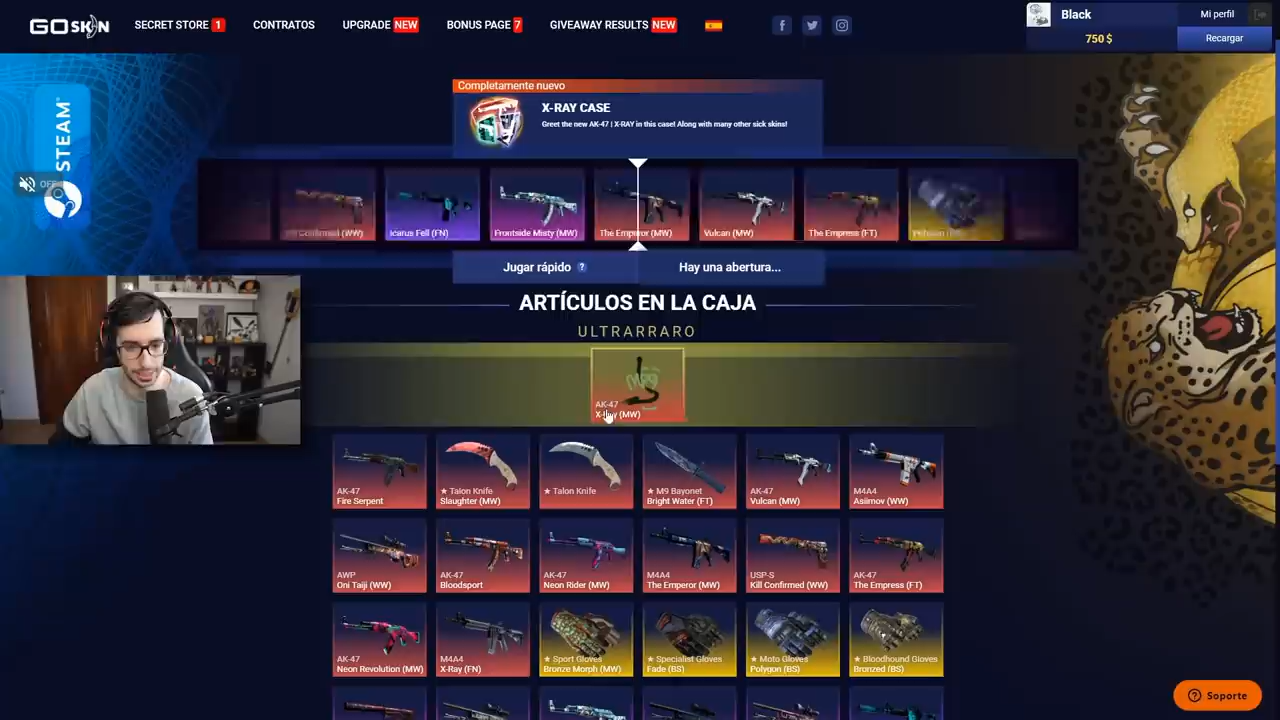 GOSKIN
SECRET STORE 1
CONTRATOS
UPGRADE NEW
BONUS PAGE 7
GIVEAWAY RESULTS NEW
Black
750 $
Mi perfil
Recargar
STEAM
OFF
Completamente nuevo
X-RAY CASE
Greet the new AK-47 | X-RAY in this case! Along with many other sick skins!
Confirmed (WW)
Icarus Fell (FN)
Frontside Misty (MW)
The Emperor (MW)
Vulcan (MW)
The Empress (FT)
Jugar rápido ?
Hay una abertura...
ARTÍCULOS EN LA CAJA
ULTRARRARO
AK-47
X-Ray (MW)
AK-47
Fire Serpent
★ Talon Knife
Slaughter (MW)
★ Talon Knife
★ M9 Bayonet
Bright Water (FT)
AK-47
Vulcan (MW)
M4A4
Asiimov (WW)
AWP
Oni Taiji (WW)
AK-47
Bloodsport
AK-47
Neon Rider (MW)
M4A4
The Emperor (MW)
USP-S
Kill Confirmed (WW)
AK-47
The Empress (FT)
AK-47
Neon Revolution (MW)
M4A4
X-Ray (FN)
★ Sport Gloves
Bronze Morph (MW)
★ Specialist Gloves
Fade (BS)
★ Moto Gloves
Polygon (BS)
★ Bloodhound Gloves
Bronzed (BS)
Soporte